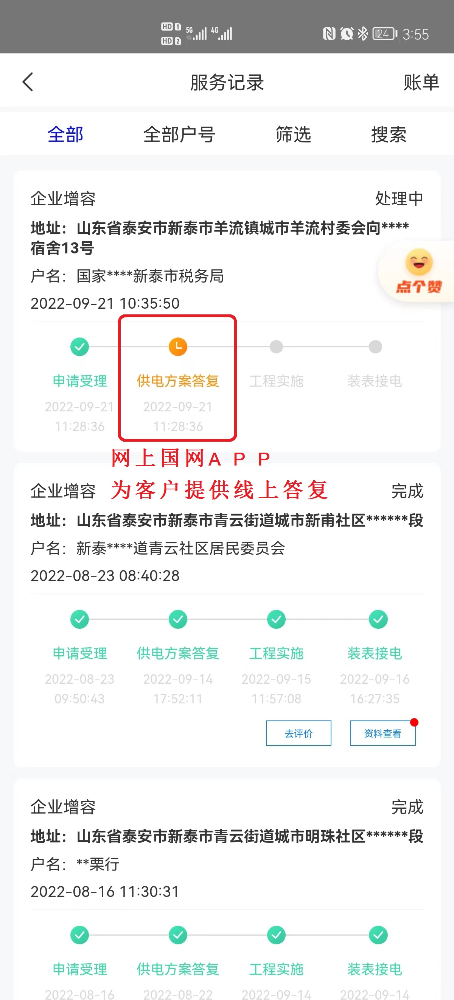 HD 1 5G 4G 24 3:55
HD 2
服务记录 账单
全部 全部户号 筛选 搜索
企业增容 处理中
地址：山东省泰安市新泰市羊流镇城市羊流村委会向****
宿舍13号
点个赞
户名：国家****新泰市税务局
2022-09-21 10:35:50
申请受理 供电方案答复 工程实施 装表接电
2022-09-21 2022-09-21
11:28:36 11:28:36
网上国网APP
为客户提供线上答复
企业增容 完成
地址：山东省泰安市新泰市青云街道城市新甫社区******段
户名：新泰****道青云社区居民委员会
2022-08-23 08:40:28
申请受理 供电方案答复 工程实施 装表接电
2022-08-23 2022-09-14 2022-09-15 2022-09-16
09:50:43 17:52:11 11:57:08 16:27:35
去评价 资料查看
企业增容 完成
地址：山东省泰安市新泰市青云街道城市明珠社区******段
户名：**栗行
2022-08-16 11:30:31
申请受理 供电方案答复 工程实施 装表接电
2022-08-16 2022-08-22 2022-09-14 2022-09-14